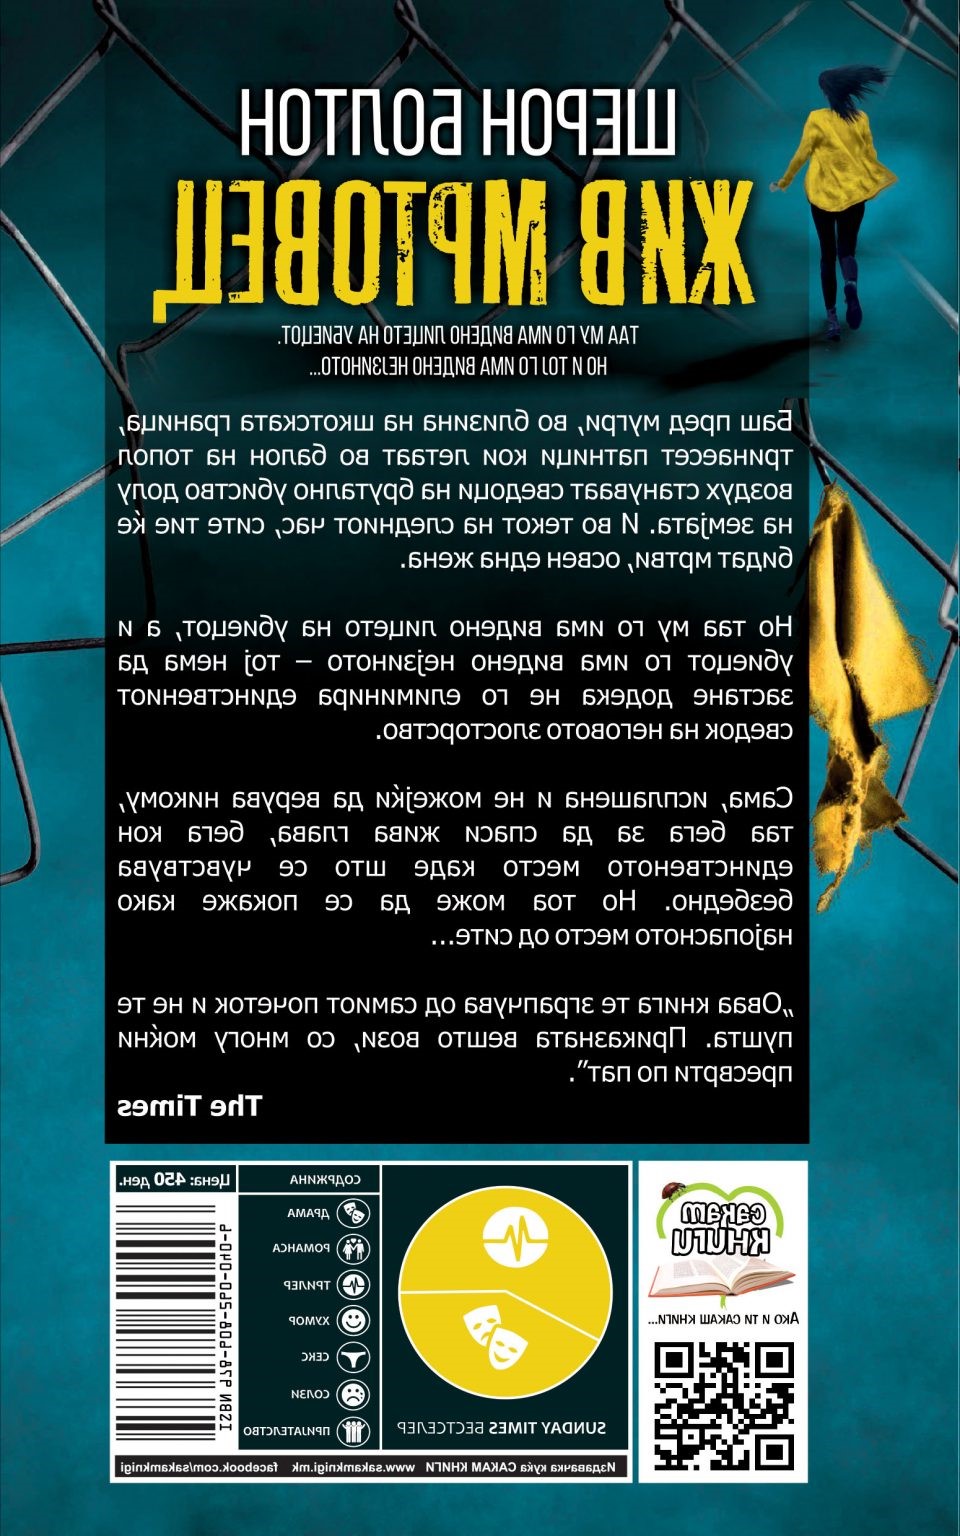 ШЕРОН БОЛТОН
ЖИВ МРТОВЕЦ
ТАА МУ ГО ИМА ВИДЕНО ЛИЦЕТО НА УБИЕЦОТ.
НО И ТОЈ ГО ИМА ВИДЕНО НЕЈЗИНОТО...
Баш пред мугри, во близина на шкотската граница,
тринаесет патници кои летаат во балон на топол
воздух стануваат сведоци на брутално убиство долу
на земјата. И во текот на следниот час, сите тие ќе
бидат мртви, освен една жена.
Но таа му го има видено лицето на убиецот, а и
убиецот го има видено нејзиното – тој нема да
застане додека не го елиминира единствениот
сведок на неговото злосторство.
Сама, исплашена и не можејќи да верува никому,
таа бега за да спаси жива глава, бега кон
единственото место каде што се чувствува
безбедно. Но тоа може да се покаже како
најопасното место од сите...
„Оваа книга те зграпчува од самиот почеток и не те
пушта. Приказната вешто вози, со многу моќни
пресврти по пат”.
The Times
сакам
книги
Ако и ти сакаш книги...
SUNDAY TIMES БЕСТСЕЛЕР
СОДРЖИНА
ДРАМА
РОМАНСА
ТРИЛЕР
ХУМОР
СЕКС
СОЛЗИ
ПРИЈАТЕЛСТВО
Цена: 450 ден.
Издавачка куќа САКАМ КНИГИ www.sakamknigi.mk facebook.com/sakamknigi